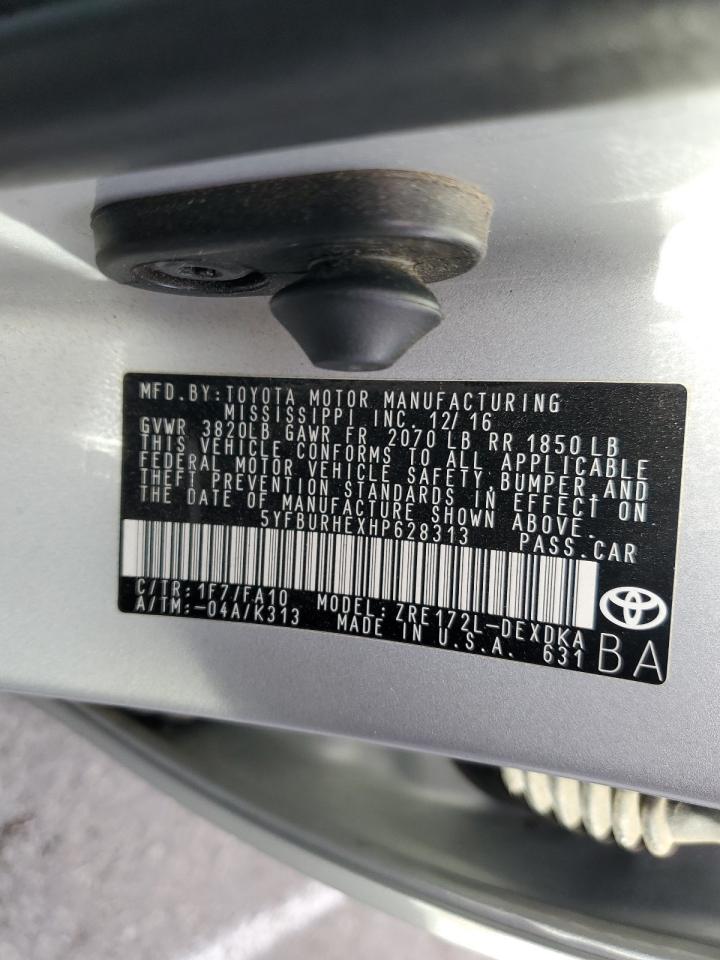 MFD. BY: TOYOTA MOTOR MANUFACTURING
MISSISSIPPI, INC. 12/16
GVWR 3820LB GAWR FR 2070 LB RR 1850 LB
THIS VEHICLE CONFORMS TO ALL APPLICABLE
FEDERAL MOTOR VEHICLE SAFETY, BUMPER, AND
THEFT PREVENTION STANDARDS IN EFFECT ON
THE DATE OF MANUFACTURE SHOWN ABOVE.
5YFBURHEXHP628313 PASS. CAR
C/TR: 1F7/FA10
A/TM: -04A/K313 MODEL: ZRE172L-DEXDKA
MADE IN U.S.A. 631 BA